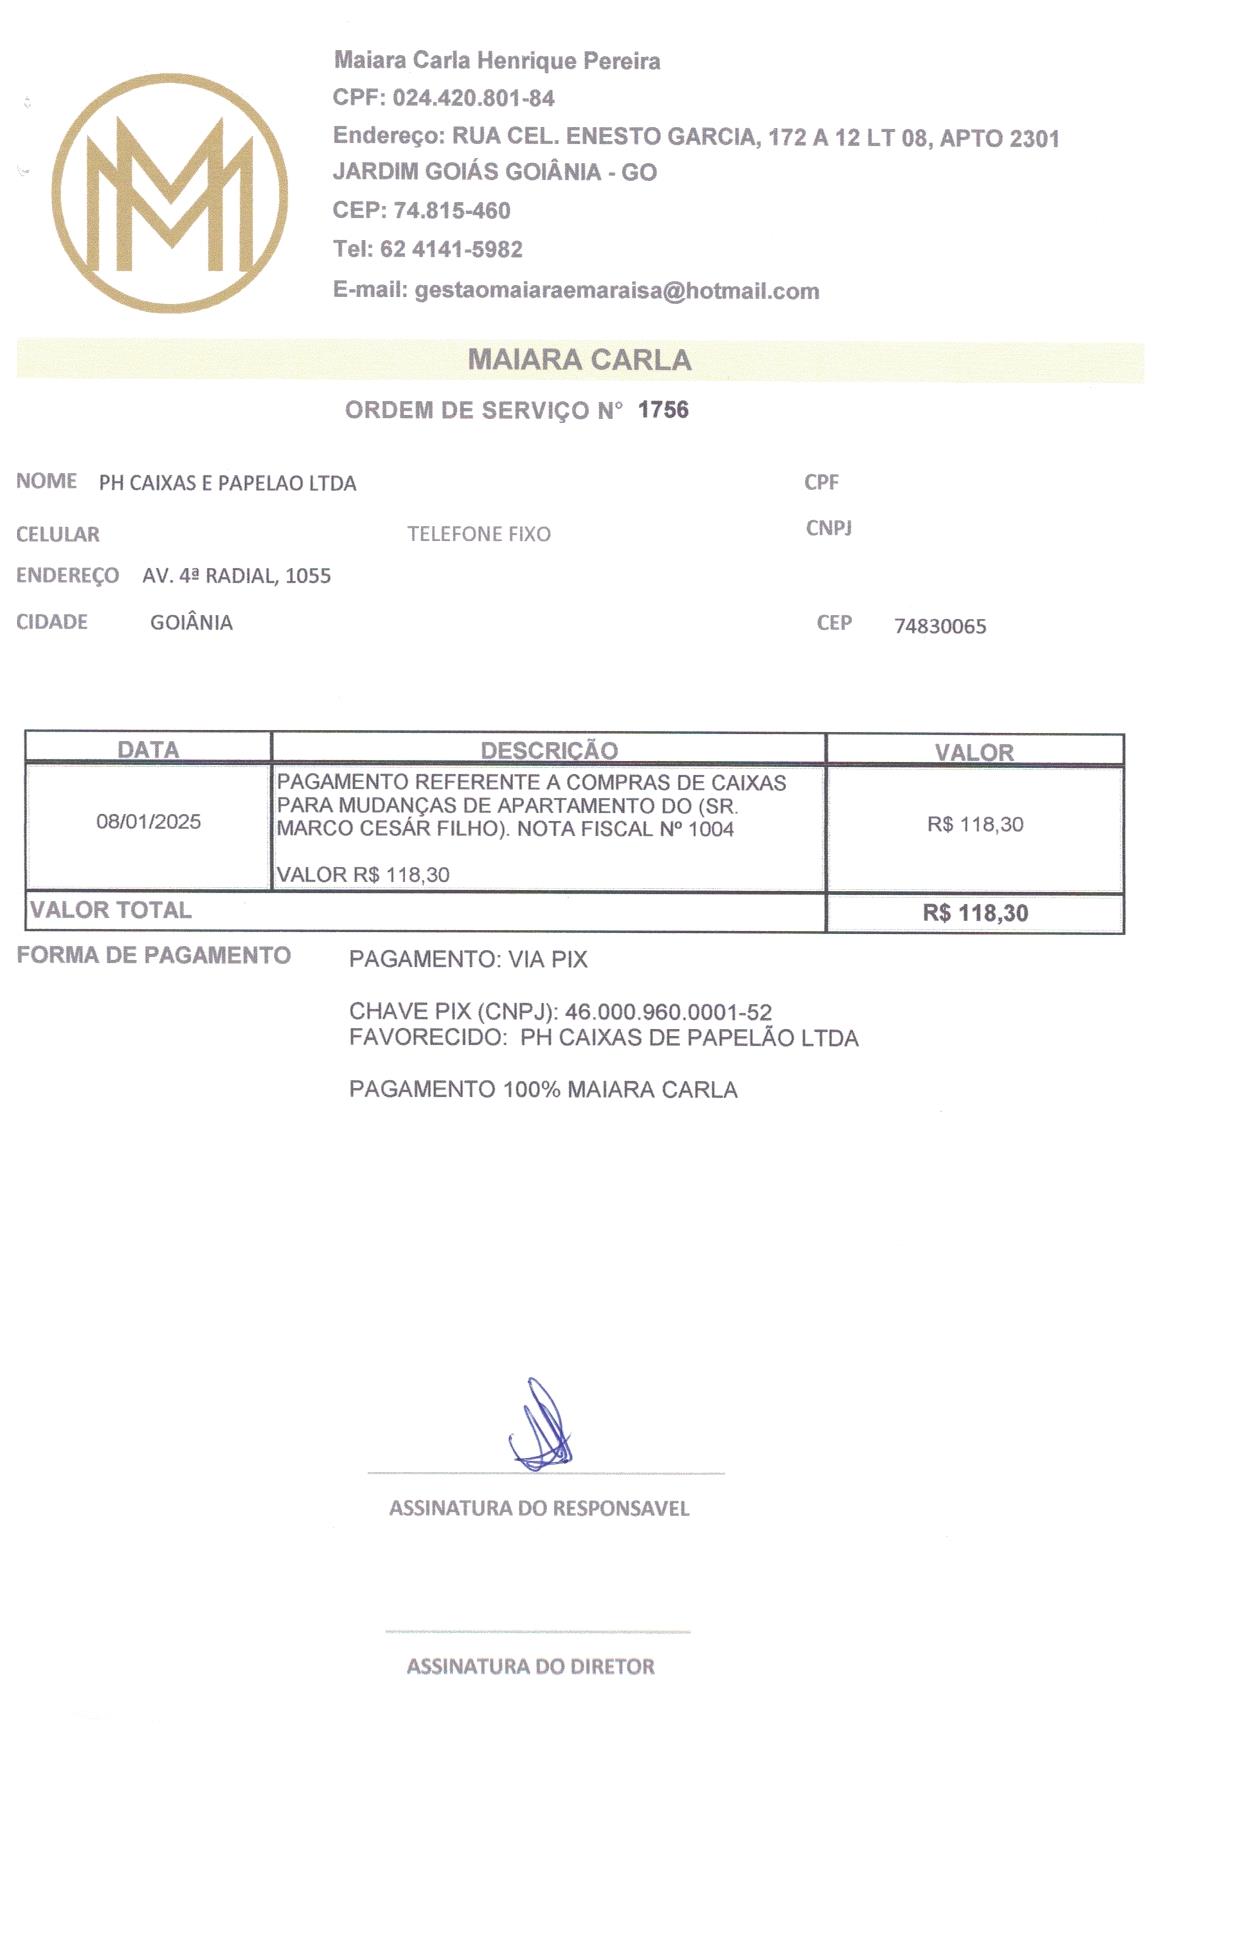 Maiara Carla Henrique Pereira
CPF: 024.420.801-84
Endereço: RUA CEL. ENESTO GARCIA, 172 A 12 LT 08, APTO 2301
JARDIM GOIÁS GOIÂNIA - GO
CEP: 74.815-460
Tel: 62 4141-5982
E-mail: gestaomaiaraemaraisa@hotmail.com
MAIARA CARLA
ORDEM DE SERVIÇO N° 1756
NOME PH CAIXAS E PAPELAO LTDA CPF
CELULAR TELEFONE FIXO CNPJ
ENDEREÇO AV. 4ª RADIAL, 1055
CIDADE GOIÂNIA CEP 74830065
DATA DESCRIÇÃO VALOR
PAGAMENTO REFERENTE A COMPRAS DE CAIXAS
PARA MUDANÇAS DE APARTAMENTO DO (SR.
08/01/2025 MARCO CESÁR FILHO). NOTA FISCAL Nº 1004 R$ 118,30
VALOR R$ 118,30
VALOR TOTAL R$ 118,30
FORMA DE PAGAMENTO PAGAMENTO: VIA PIX
CHAVE PIX (CNPJ): 46.000.960.0001-52
FAVORECIDO: PH CAIXAS DE PAPELÃO LTDA
PAGAMENTO 100% MAIARA CARLA
ASSINATURA DO RESPONSAVEL
ASSINATURA DO DIRETOR